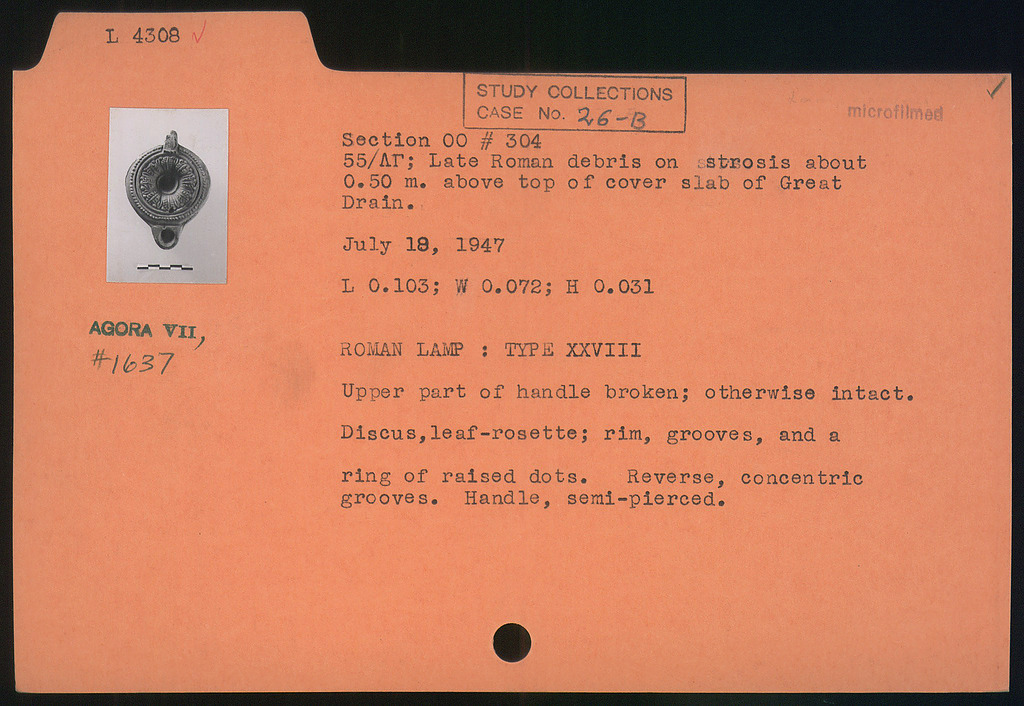 L 4308 ✓
STUDY COLLECTIONS
CASE No. 26-B
microfilmed
Section OO # 304
55/ΛΓ; Late Roman debris on strosis about
0.50 m. above top of cover slab of Great
Drain.
July 18, 1947
L 0.103; W 0.072; H 0.031
AGORA VII,
#1637
ROMAN LAMP : TYPE XXVIII
Upper part of handle broken; otherwise intact.
Discus,leaf-rosette; rim, grooves, and a
ring of raised dots. Reverse, concentric
grooves. Handle, semi-pierced.